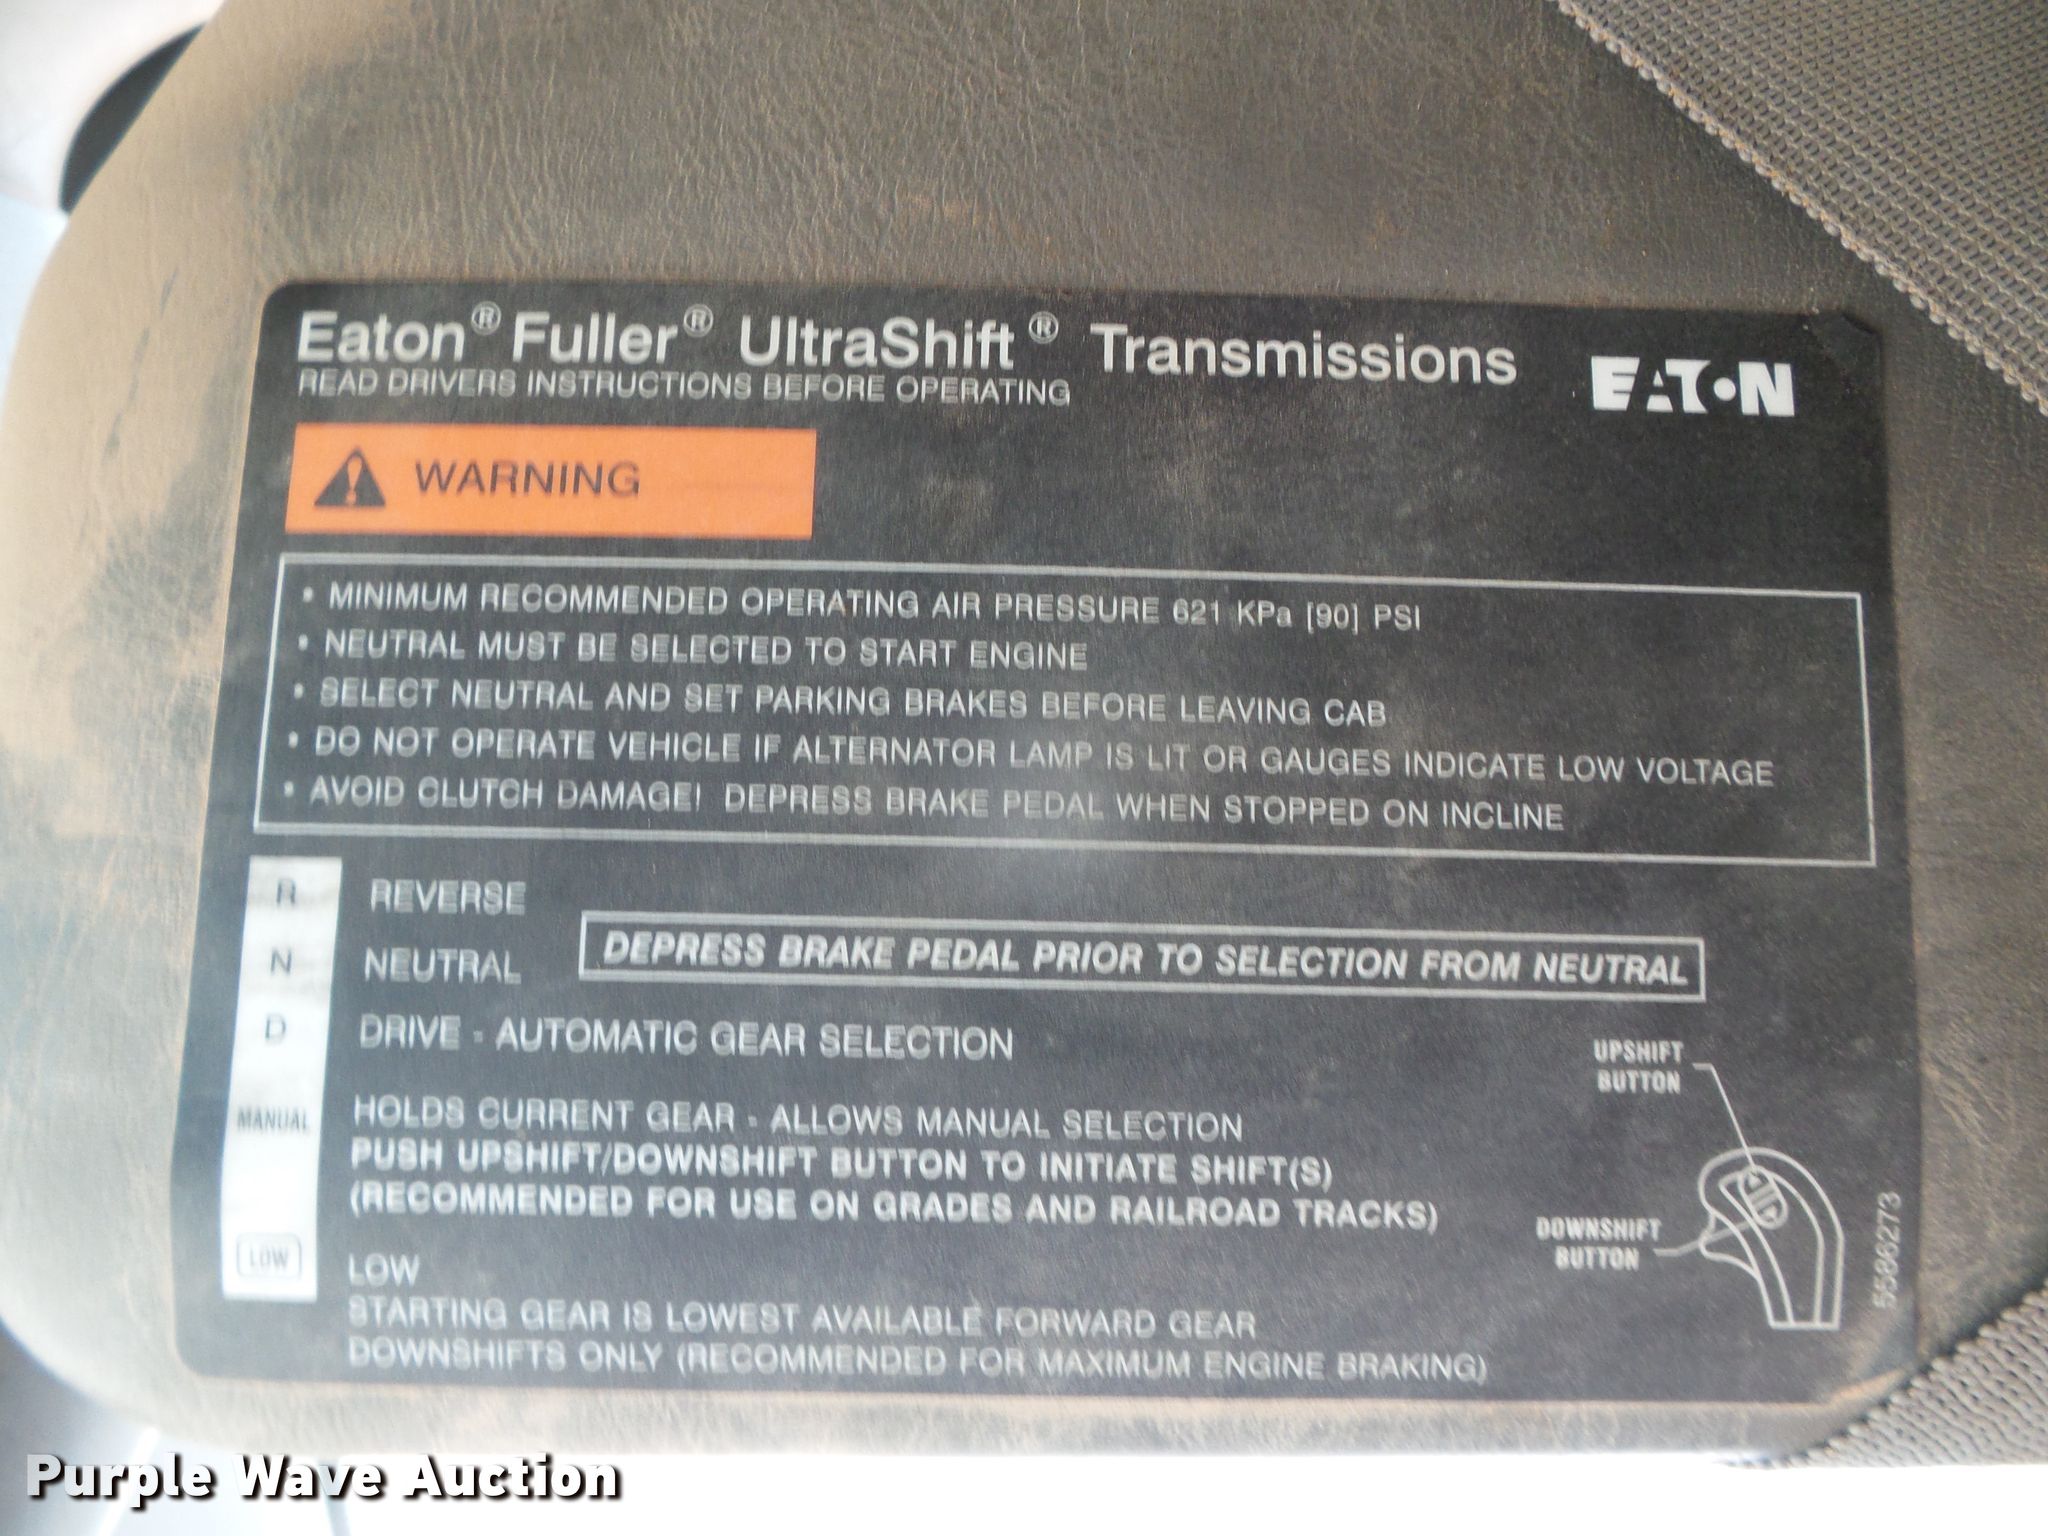 Eaton® Fuller® UltraShift® Transmissions
EATON
READ DRIVERS INSTRUCTIONS BEFORE OPERATING
WARNING
• MINIMUM RECOMMENDED OPERATING AIR PRESSURE 621 KPa [90] PSI
• NEUTRAL MUST BE SELECTED TO START ENGINE
• SELECT NEUTRAL AND SET PARKING BRAKES BEFORE LEAVING CAB
• DO NOT OPERATE VEHICLE IF ALTERNATOR LAMP IS LIT OR GAUGES INDICATE LOW VOLTAGE
• AVOID CLUTCH DAMAGE! DEPRESS BRAKE PEDAL WHEN STOPPED ON INCLINE
R REVERSE
N NEUTRAL
DEPRESS BRAKE PEDAL PRIOR TO SELECTION FROM NEUTRAL
D DRIVE - AUTOMATIC GEAR SELECTION
MANUAL HOLDS CURRENT GEAR - ALLOWS MANUAL SELECTION
PUSH UPSHIFT/DOWNSHIFT BUTTON TO INITIATE SHIFT(S)
(RECOMMENDED FOR USE ON GRADES AND RAILROAD TRACKS)
LOW LOW
STARTING GEAR IS LOWEST AVAILABLE FORWARD GEAR
DOWNSHIFTS ONLY (RECOMMENDED FOR MAXIMUM ENGINE BRAKING)
UPSHIFT
BUTTON
DOWNSHIFT
BUTTON
5586273
Purple Wave Auction